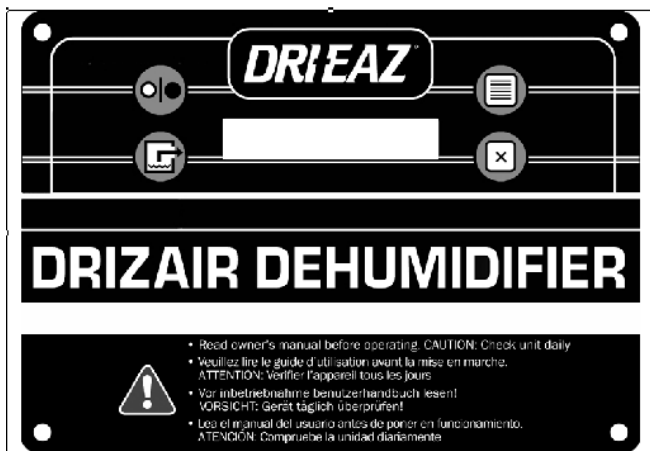 DRIEAZ
DRIZAIR DEHUMIDIFIER
• Read owner's manual before operating. CAUTION: Check unit daily
• Veuillez lire le guide d'utilisation avant la mise en marche.
ATTENTION: Verifier l'appareil tous les jours
• Vor inbetriebnahme benutzerhandbuch lesen!
VORSICHT: Gerät täglich überprüfen!
• Lea el manual del usuario antes de poner en funcionamiento.
ATENCIÓN: Compruebe la unidad diariamente